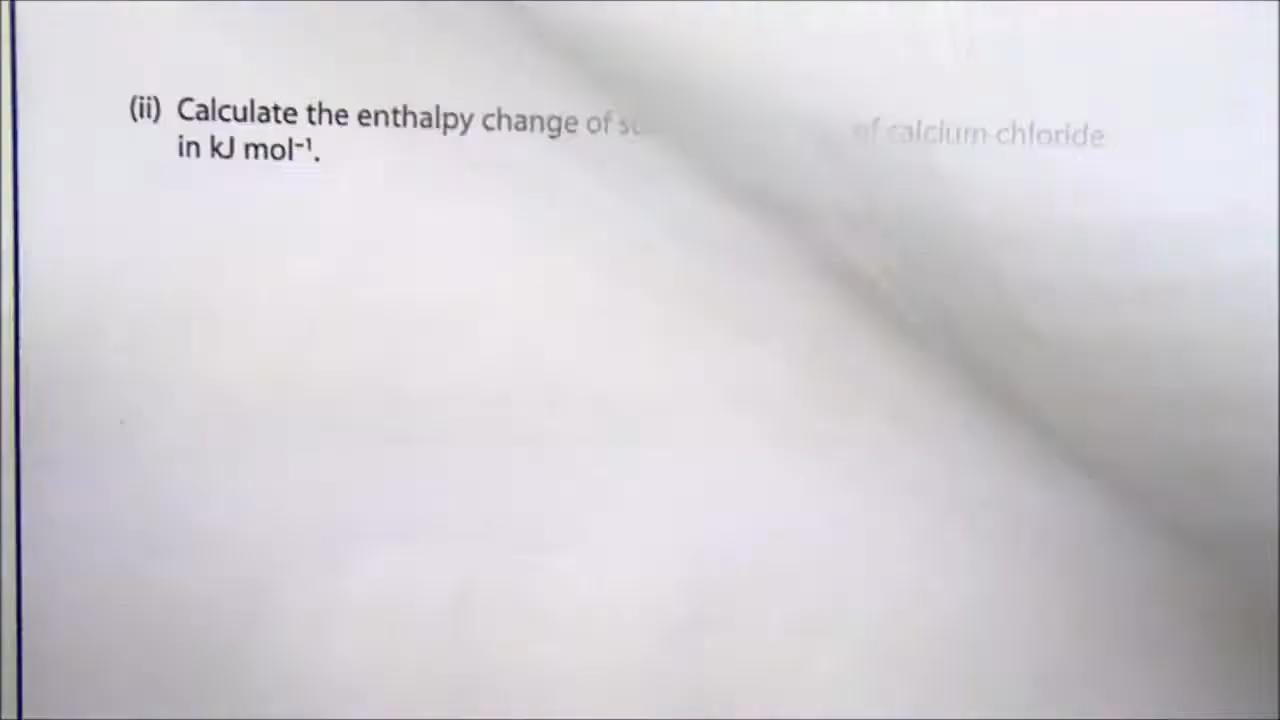 (ii) Calculate the enthalpy change of of calcium chloride
in kJ mol⁻¹.